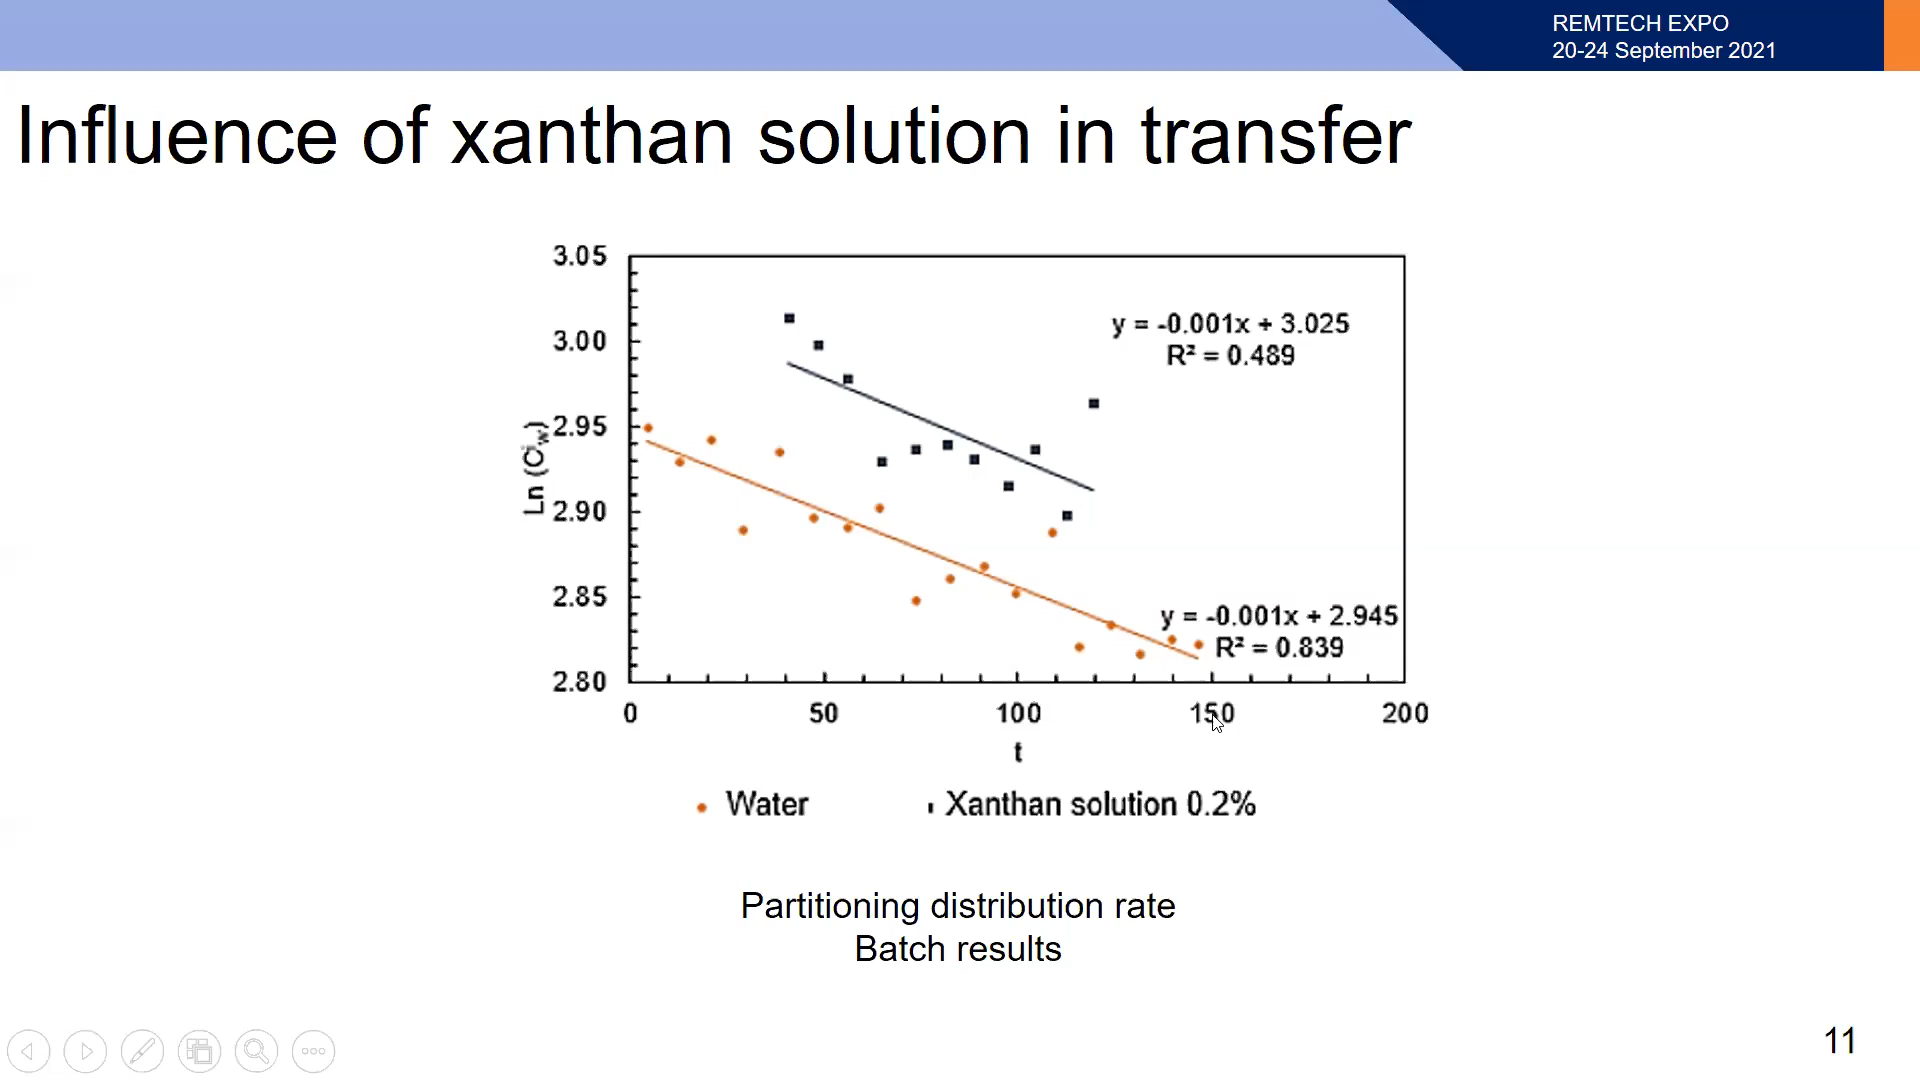 REMTECH EXPO
20-24 September 2021
Influence of xanthan solution in transfer
3.05
3.00
2.95
2.90
2.85
2.80
Ln (Cⁱw)
y = -0.001x + 3.025
R² = 0.489
y = -0.001x + 2.945
R² = 0.839
0 50 100 150 200
t
Water Xanthan solution 0.2%
Partitioning distribution rate
Batch results
11